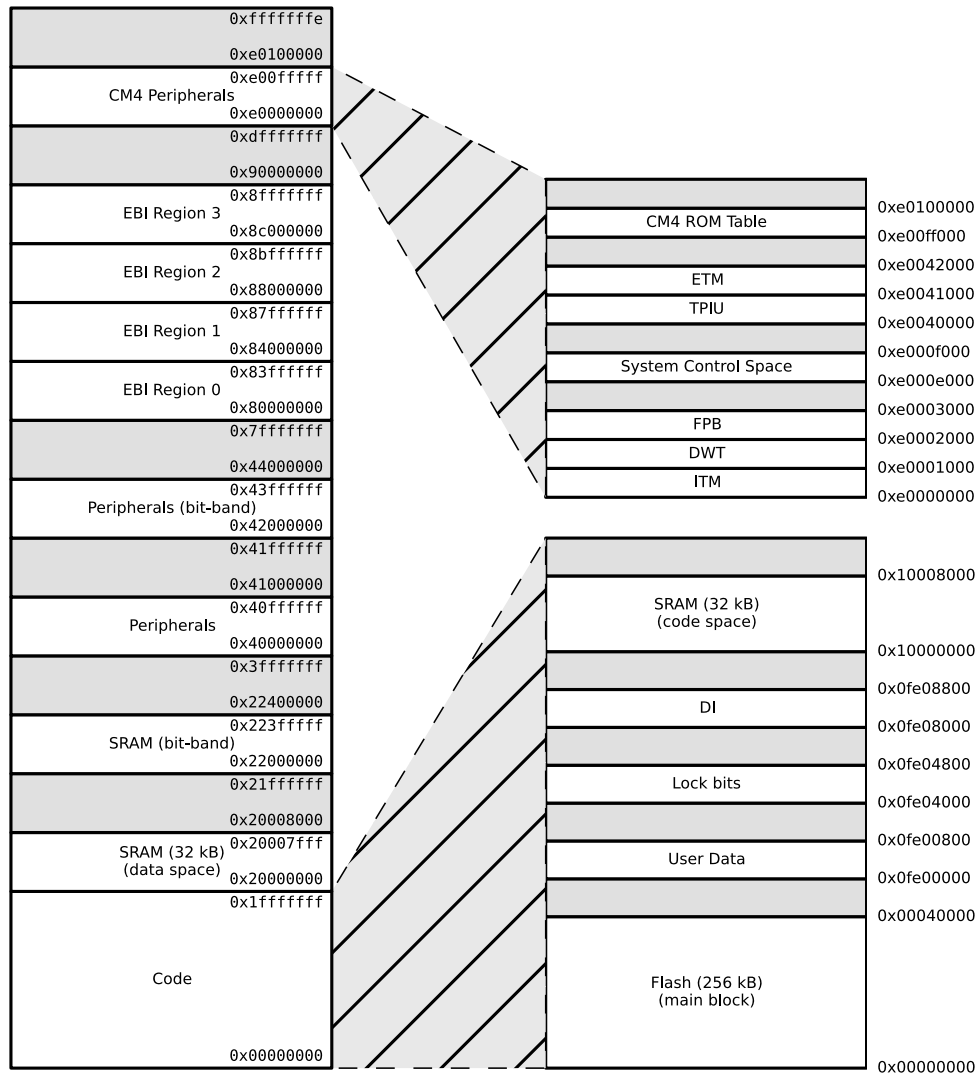 0xfffffffe
0xe0100000
0xe00fffff
CM4 Peripherals
0xe0000000
0xdfffffff
0x90000000
0x8fffffff
EBI Region 3
0x8c000000
0x8bffffff
EBI Region 2
0x88000000
0x87ffffff
EBI Region 1
0x84000000
0x83ffffff
EBI Region 0
0x80000000
0x7fffffff
0x44000000
0x43ffffff
Peripherals (bit-band)
0x42000000
0x41ffffff
0x41000000
0x40ffffff
Peripherals
0x40000000
0x3fffffff
0x22400000
0x223fffff
SRAM (bit-band)
0x22000000
0x21ffffff
0x20008000
0x20007fff
SRAM (32 kB)
(data space)
0x20000000
0x1fffffff
Code
0x00000000
0xe0100000
CM4 ROM Table
0xe00ff000
0xe0042000
ETM
0xe0041000
TPIU
0xe0040000
0xe000f000
System Control Space
0xe000e000
0xe0003000
FPB
0xe0002000
DWT
0xe0001000
ITM
0xe0000000
0x10008000
SRAM (32 kB)
(code space)
0x10000000
0x0fe08800
DI
0x0fe08000
0x0fe04800
Lock bits
0x0fe04000
0x0fe00800
User Data
0x0fe00000
0x00040000
Flash (256 kB)
(main block)
0x00000000